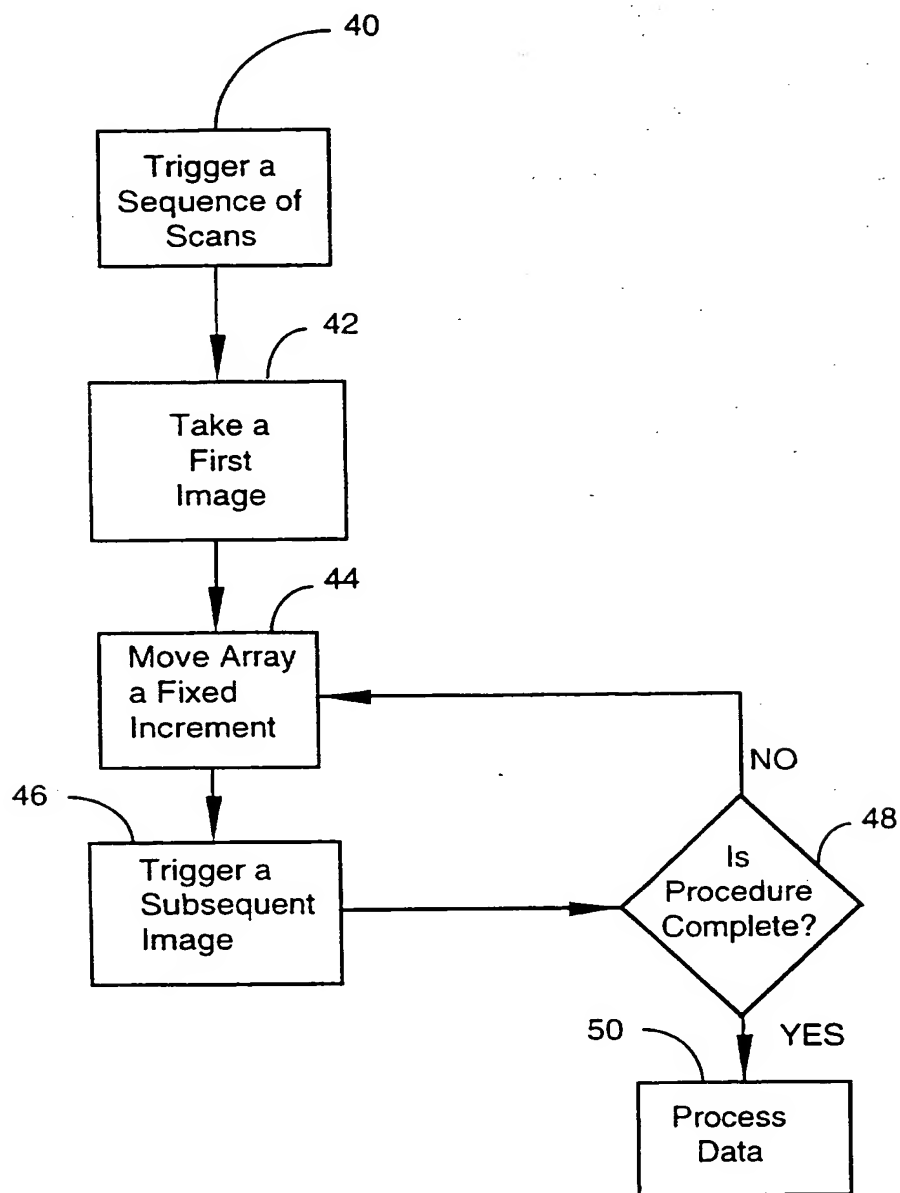 40
Trigger a
Sequence of
Scans
42
Take a
First
Image
44
Move Array
a Fixed
Increment
NO
46
Trigger a
Subsequent
Image
48
Is
Procedure
Complete?
YES
50
Process
Data